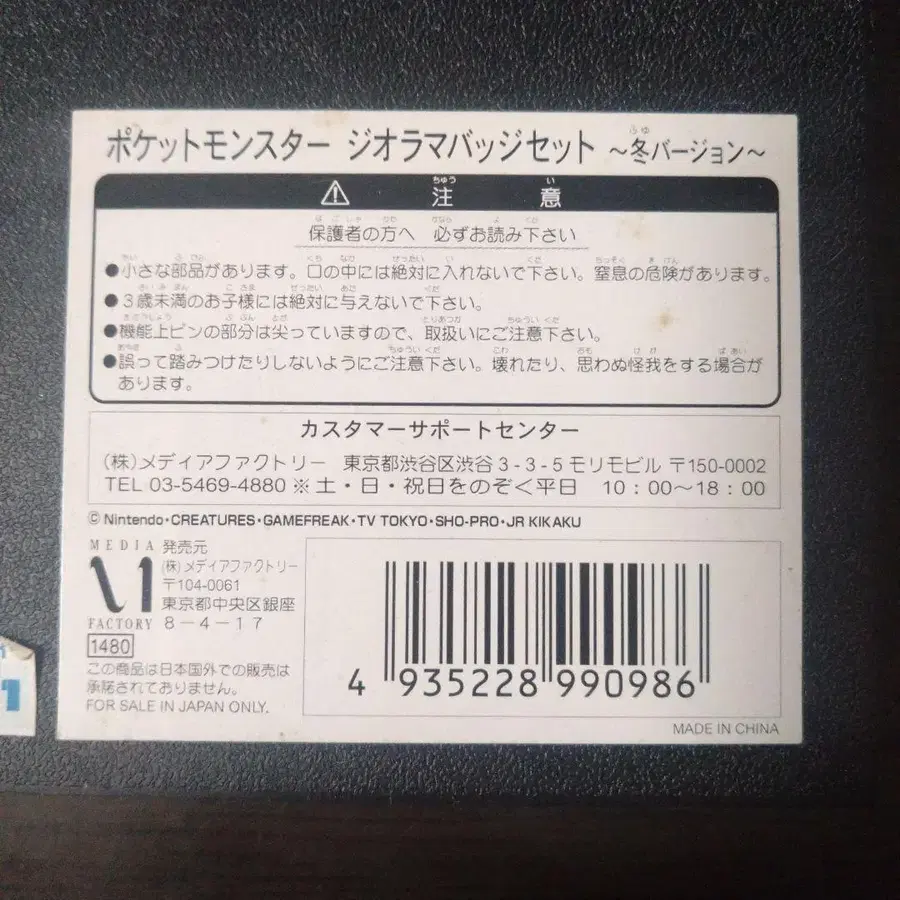 ポケットモンスター ジオラマバッジセット ～冬バージョン～
⚠ 注意
保護者の方へ 必ずお読み下さい
●小さな部品があります。口の中には絶対に入れないで下さい。窒息の危険があります。
●3歳未満のお子様には絶対に与えないで下さい。
●機能上ピンの部分は尖っていますので、取扱いにご注意下さい。
●誤って踏みつけたりしないようにご注意下さい。壊れたり、思わぬ怪我をする場合が
あります。
カスタマーサポートセンター
(株)メディアファクトリー 東京都渋谷区渋谷3-3-5モリモビル 〒150-0002
TEL 03-5469-4880 ※土・日・祝日をのぞく平日 10：00～18：00
© Nintendo・CREATURES・GAMEFREAK・TV TOKYO・SHO-PRO・JR KIKAKU
MEDIA FACTORY
発売元
(株)メディアファクトリー
〒104-0061
東京都中央区銀座
8-4-17
1480
この商品は日本国外での販売は
承諾されておりません。
FOR SALE IN JAPAN ONLY.
4 935228 990986
MADE IN CHINA
1